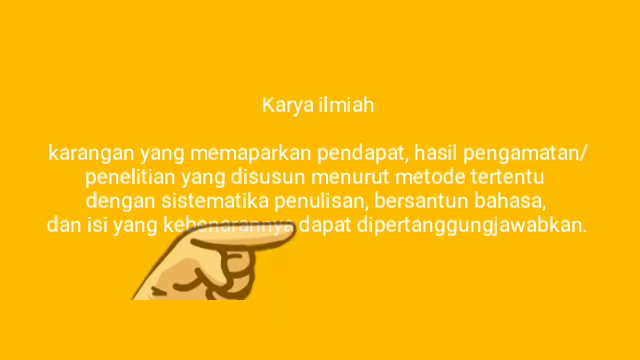 Karya ilmiah
karangan yang memaparkan pendapat, hasil pengamatan/
penelitian yang disusun menurut metode tertentu
dengan sistematika penulisan, bersantun bahasa,
dan isi yang kebenarannya dapat dipertanggungjawabkan.